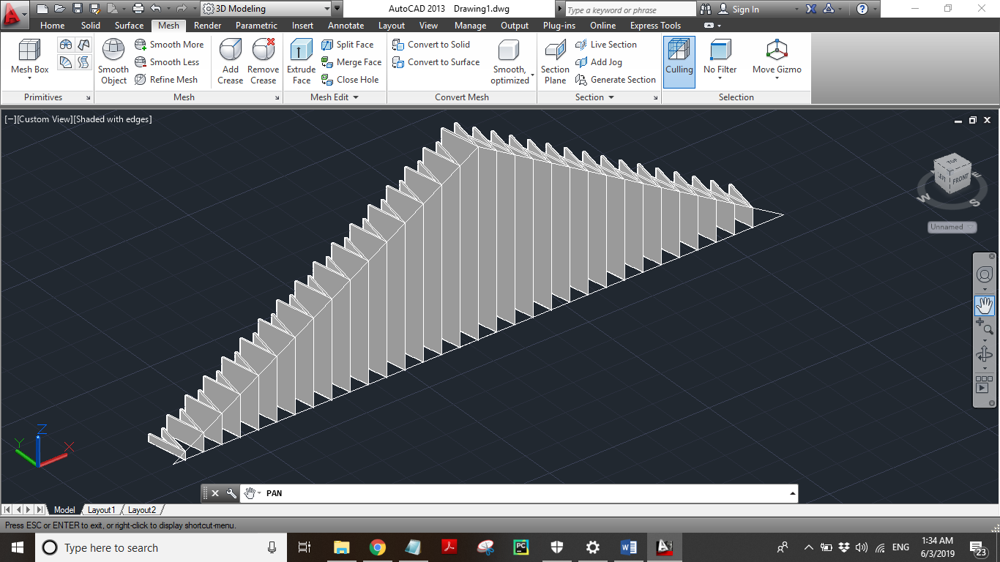 3D Modeling
AutoCAD 2013 Drawing1.dwg
Type a keyword or phrase
Sign In
Home Solid Surface Mesh Render Parametric Insert Annotate Layout View Manage Output Plug-ins Online Express Tools
Mesh Box
Smooth Object
Smooth More
Smooth Less
Refine Mesh
Add Crease
Remove Crease
Extrude Face
Split Face
Merge Face
Close Hole
Convert to Solid
Convert to Surface
Smooth, optimized
Section Plane
Live Section
Add Jog
Generate Section
Culling
No Filter
Move Gizmo
Primitives Mesh Mesh Edit Convert Mesh Section Selection
[−][Custom View][Shaded with edges]
TOP
FRONT
W
S
E
Unnamed
Z
Y
X
PAN
Model Layout1 Layout2
Press ESC or ENTER to exit, or right-click to display shortcut-menu.
Type here to search
PC
W
ENG
1:34 AM
6/3/2019
23